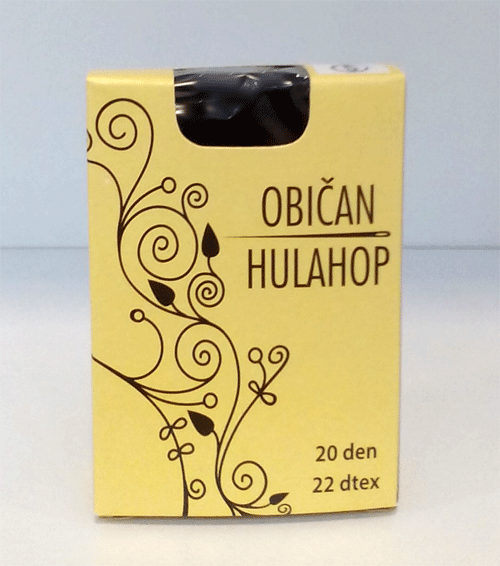 OBIČAN
HULAHOP
20 den
22 dtex